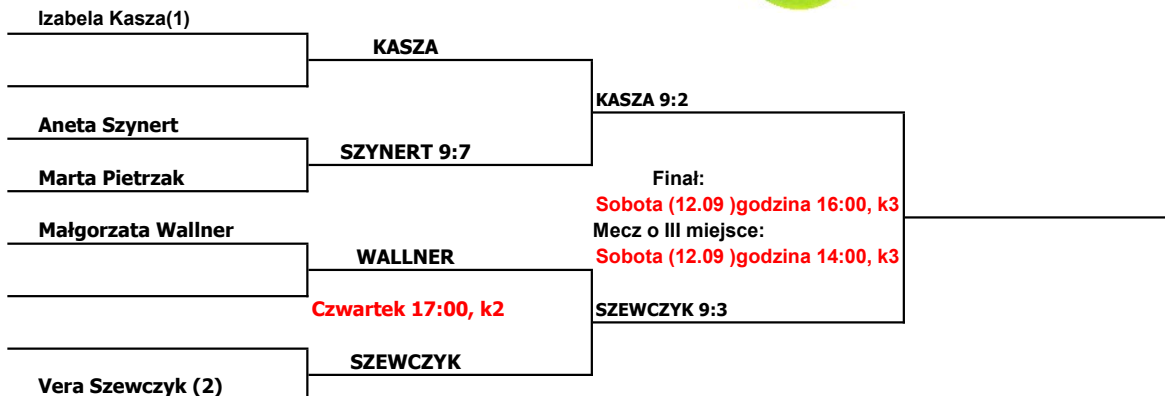 Izabela Kasza(1)
KASZA
KASZA 9:2
Aneta Szynert
SZYNERT 9:7
Marta Pietrzak
Finał:
Sobota (12.09 )godzina 16:00, k3
Małgorzata Wallner
Mecz o III miejsce:
WALLNER
Sobota (12.09 )godzina 14:00, k3
Czwartek 17:00, k2
SZEWCZYK 9:3
SZEWCZYK
Vera Szewczyk (2)